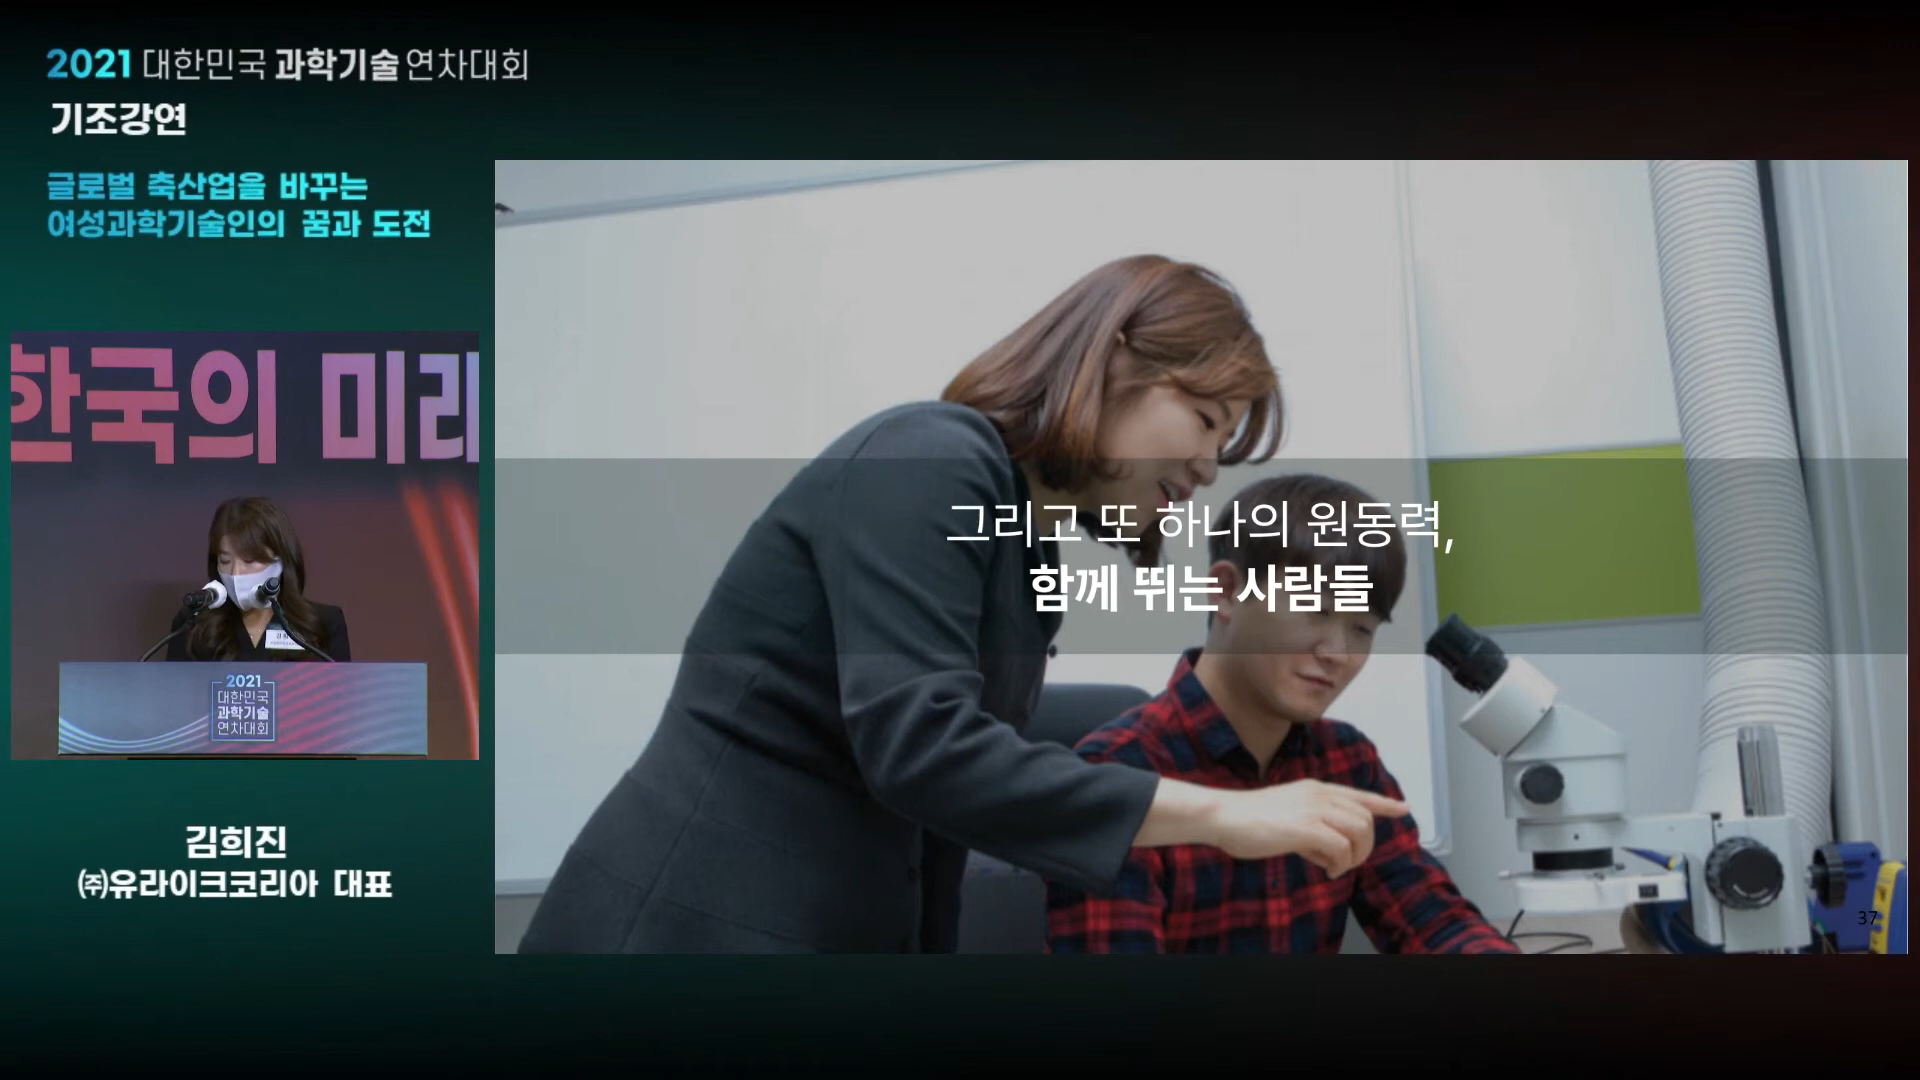 2021 대한민국 과학기술 연차대회
기조강연
글로벌 축산업을 바꾸는
여성과학기술인의 꿈과 도전
한국의 미래
2021
대한민국
과학기술
연차대회
김희진
㈜유라이크코리아 대표
그리고 또 하나의 원동력,
함께 뛰는 사람들
37